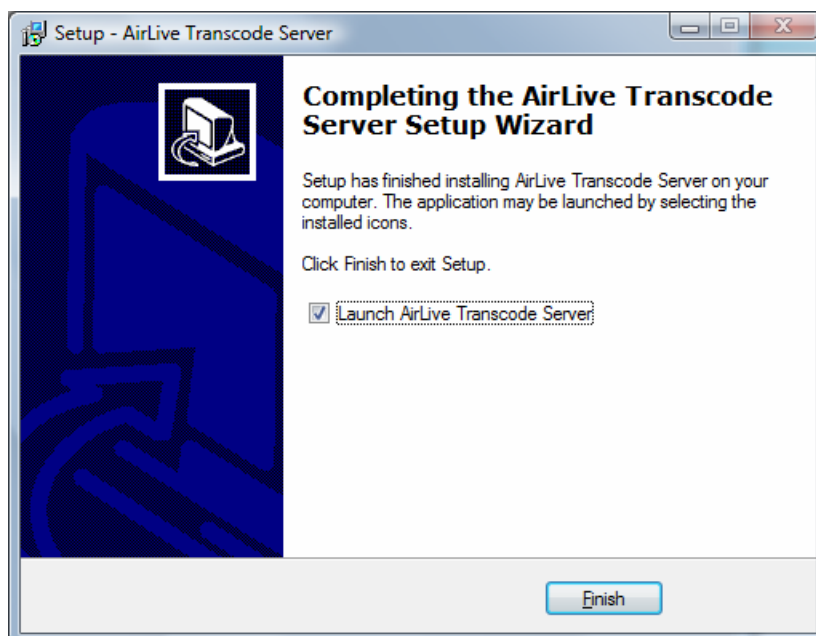 Setup - AirLive Transcode Server
Completing the AirLive Transcode
Server Setup Wizard
Setup has finished installing AirLive Transcode Server on your
computer. The application may be launched by selecting the
installed icons.
Click Finish to exit Setup.
Launch AirLive Transcode Server
Finish